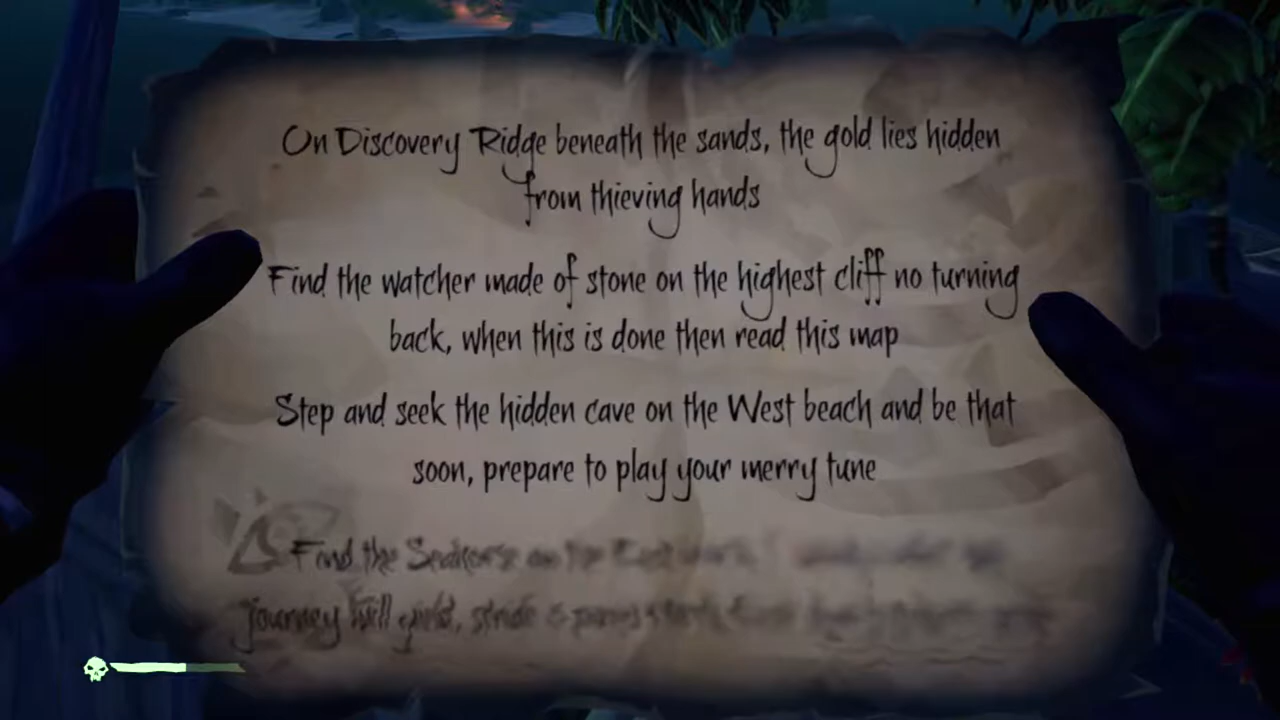 On Discovery Ridge beneath the sands, the gold lies hidden
from thieving hands
Find the watcher made of stone on the highest cliff no turning
back, when this is done then read this map
Step and seek the hidden cave on the West beach and be that
soon, prepare to play your merry tune
Find the
journey will